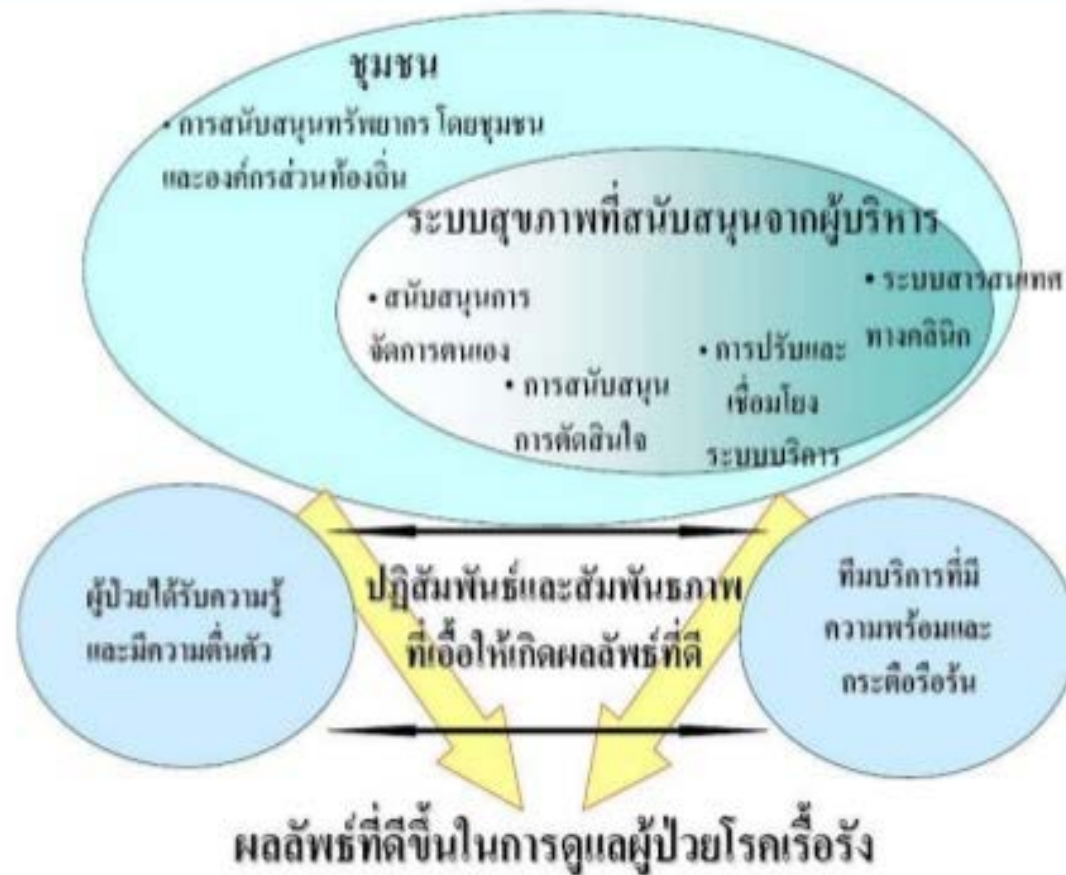 ชุมชน
• การสนับสนุนทรัพยากร โดยชุมชน
และองค์กรส่วนท้องถิ่น
ระบบสุขภาพที่สนับสนุนจากผู้บริหาร
• สนับสนุนการ
จัดการตนเอง
• การสนับสนุน
การตัดสินใจ
• การปรับและ
เชื่อมโยง
ระบบบริการ
• ระบบสารสนเทศ
ทางคลินิก
ผู้ป่วยได้รับความรู้
และมีความตื่นตัว
ปฏิสัมพันธ์และสัมพันธภาพ
ที่เอื้อให้เกิดผลลัพธ์ที่ดี
ทีมบริการที่มี
ความพร้อมและ
กระตือรือร้น
ผลลัพธ์ที่ดีขึ้นในการดูแลผู้ป่วยโรคเรื้อรัง